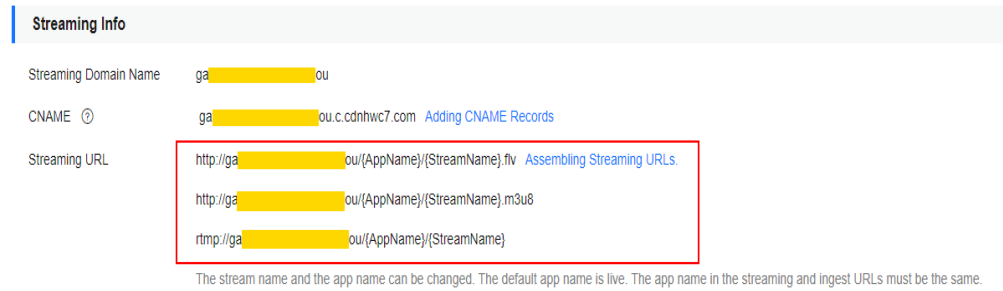 Streaming Info
Streaming Domain Name ga ou
CNAME ? ga ou.c.cdnhwc7.com Adding CNAME Records
Streaming URL http://ga ou/{AppName}/{StreamName}.flv Assembling Streaming URLs.
http://ga ou/{AppName}/{StreamName}.m3u8
rtmp://ga ou/{AppName}/{StreamName}
The stream name and the app name can be changed. The default app name is live. The app name in the streaming and ingest URLs must be the same.